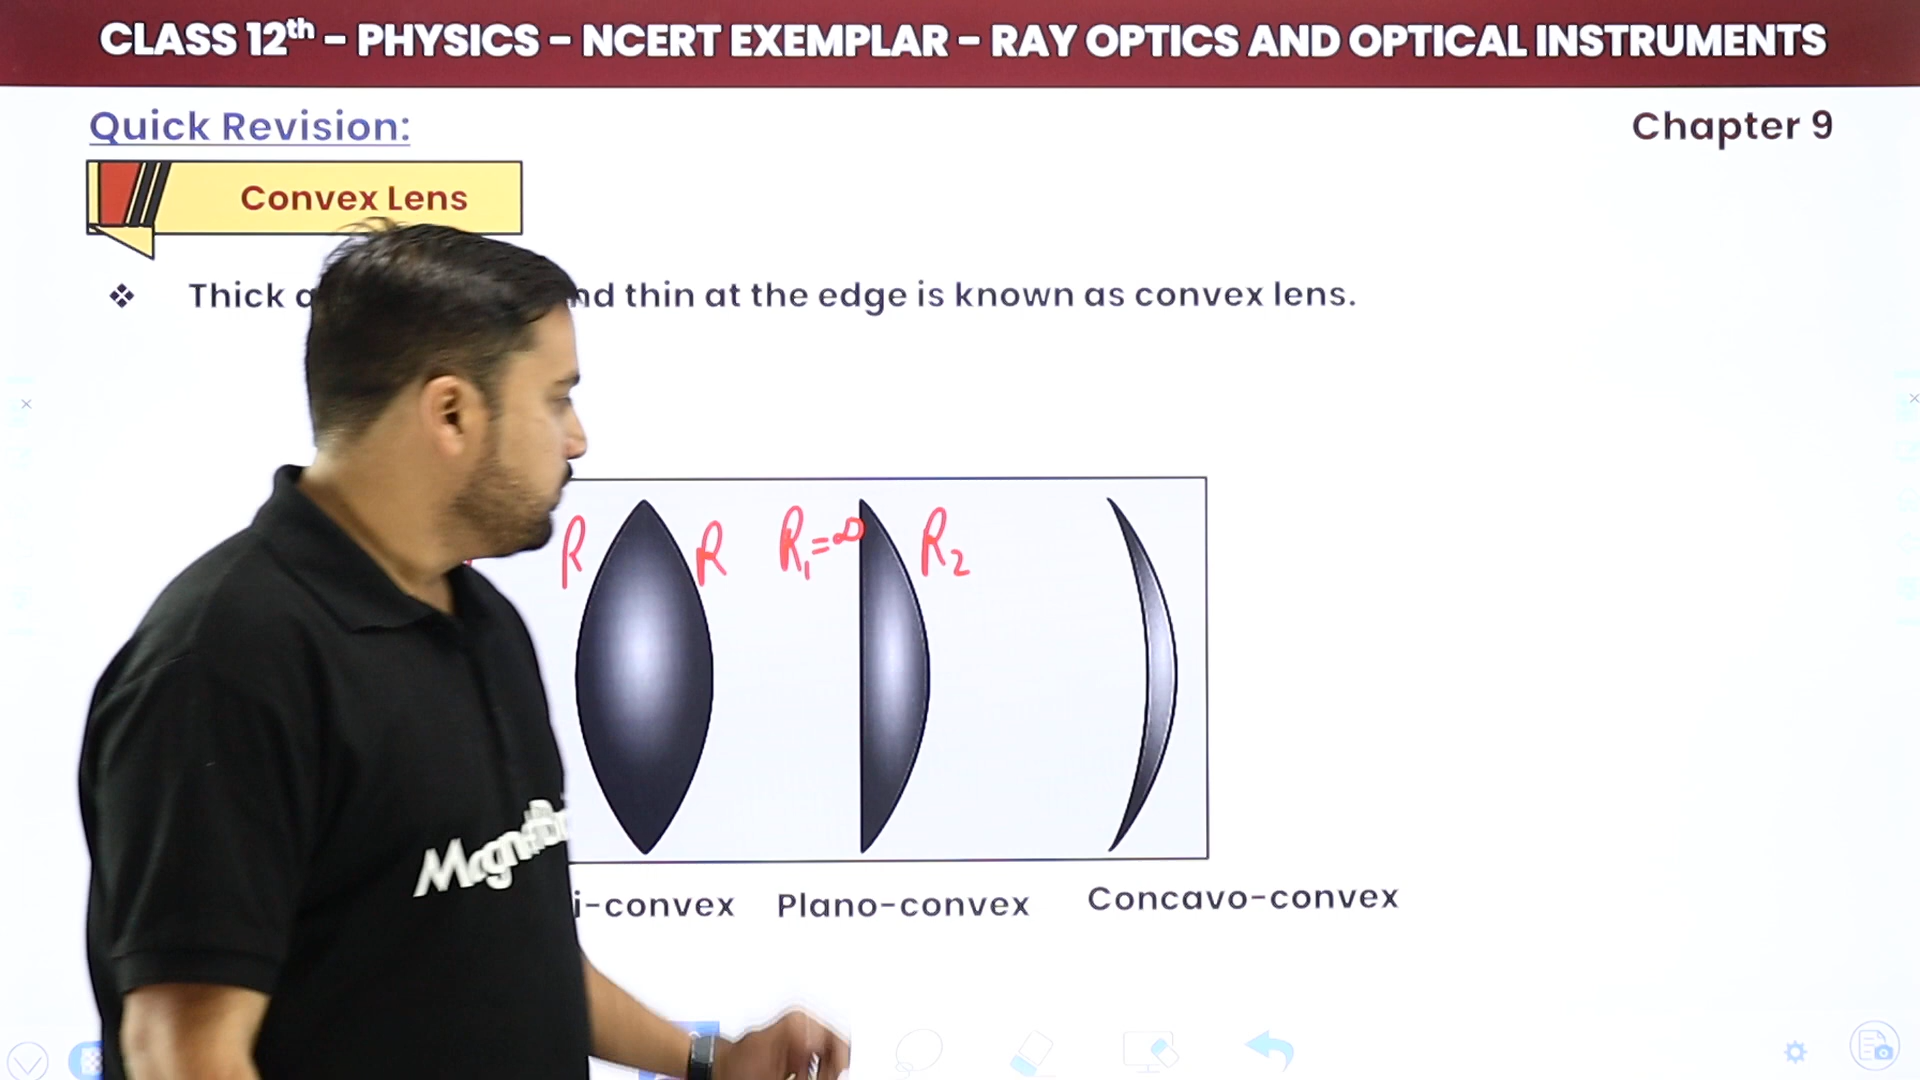 CLASS 12th – PHYSICS – NCERT EXEMPLAR – RAY OPTICS AND OPTICAL INSTRUMENTS
Quick Revision:
Chapter 9
Convex Lens
❖ Thick nd thin at the edge is known as convex lens.
R R R₁=∞ R₂
i-convex Plano-convex Concavo-convex
Magnet